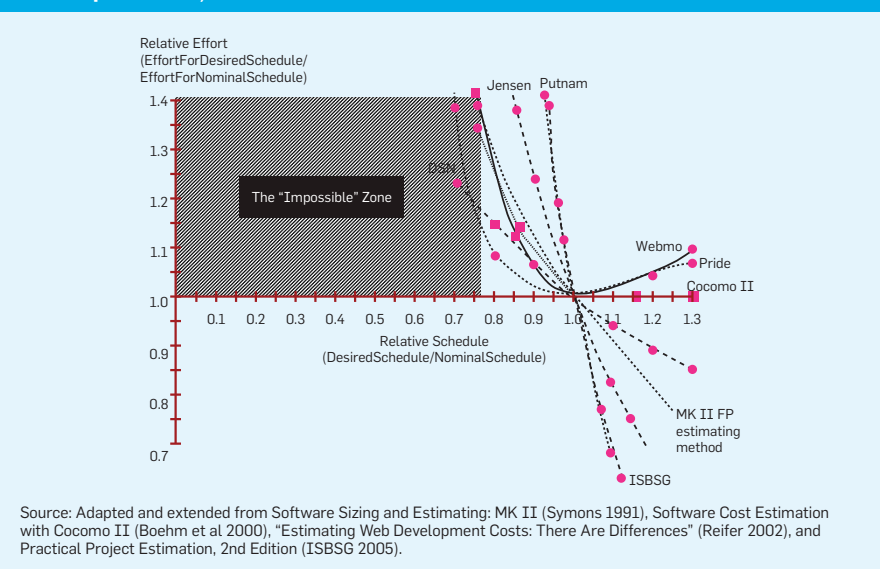 Relative Effort
(EffortForDesiredSchedule/
EffortForNominalSchedule)
Jensen
Putnam
1.4
1.3
1.2
1.1
1.0
0.9
0.8
0.7
DSN
The “Impossible” Zone
Webmo
Pride
Cocomo II
0.1 0.2 0.3 0.4 0.5 0.6 0.7 0.8 0.9 1.0 1.1 1.2 1.3
Relative Schedule
(DesiredSchedule/NominalSchedule)
MK II FP
estimating
method
ISBSG
Source: Adapted and extended from Software Sizing and Estimating: MK II (Symons 1991), Software Cost Estimation
with Cocomo II (Boehm et al 2000), “Estimating Web Development Costs: There Are Differences” (Reifer 2002), and
Practical Project Estimation, 2nd Edition (ISBSG 2005).